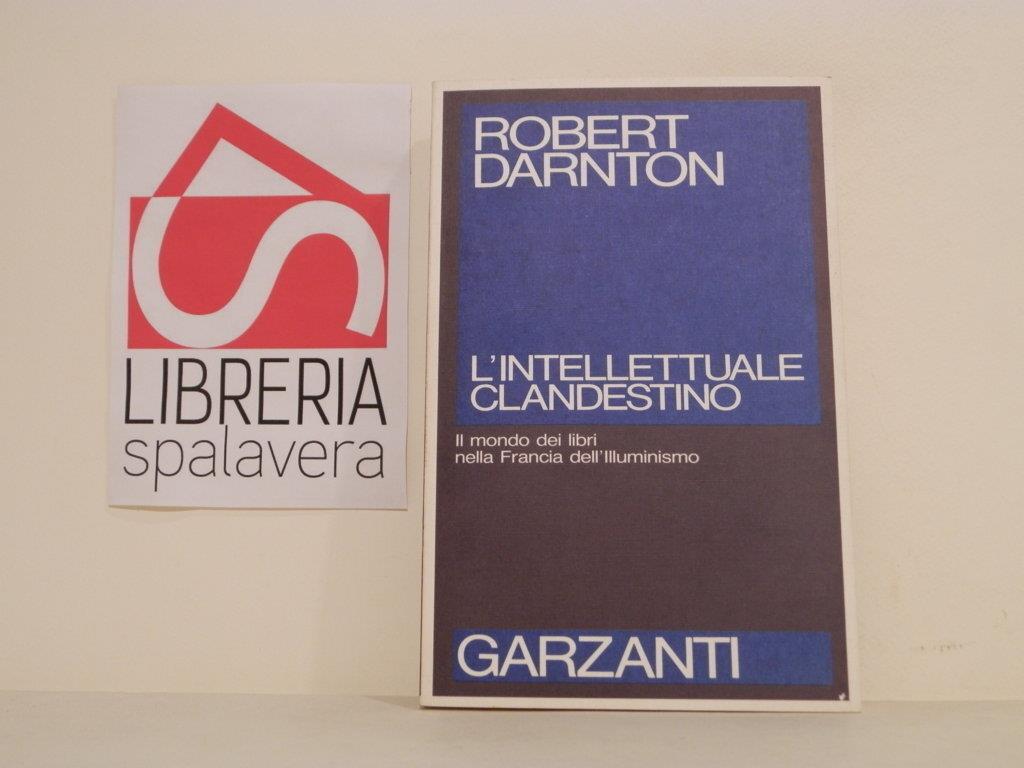 LIBRERIA
spalavera
ROBERT
DARNTON
L'INTELLETTUALE
CLANDESTINO
Il mondo dei libri
nella Francia dell'Illuminismo
GARZANTI